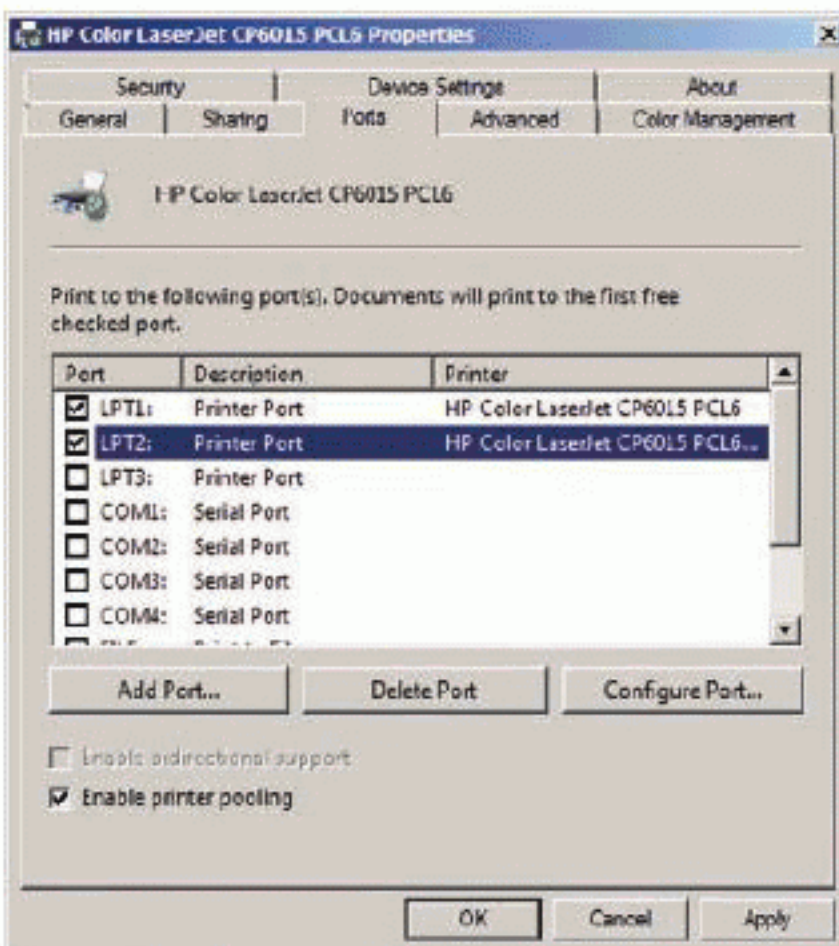 HP Color LaserJet CP6015 PCL6 Properties
Security Device Settings About
General Sharing Ports Advanced Color Management
HP Color LaserJet CP6015 PCL6
Print to the following port(s). Documents will print to the first free
checked port.
Port Description Printer
LPT1: Printer Port HP Color LaserJet CP6015 PCL6
LPT2: Printer Port HP Color LaserJet CP6015 PCL6...
LPT3: Printer Port
COM1: Serial Port
COM2: Serial Port
COM3: Serial Port
COM4: Serial Port
Add Port... Delete Port Configure Port...
Enable bidirectional support
Enable printer pooling
OK Cancel Apply